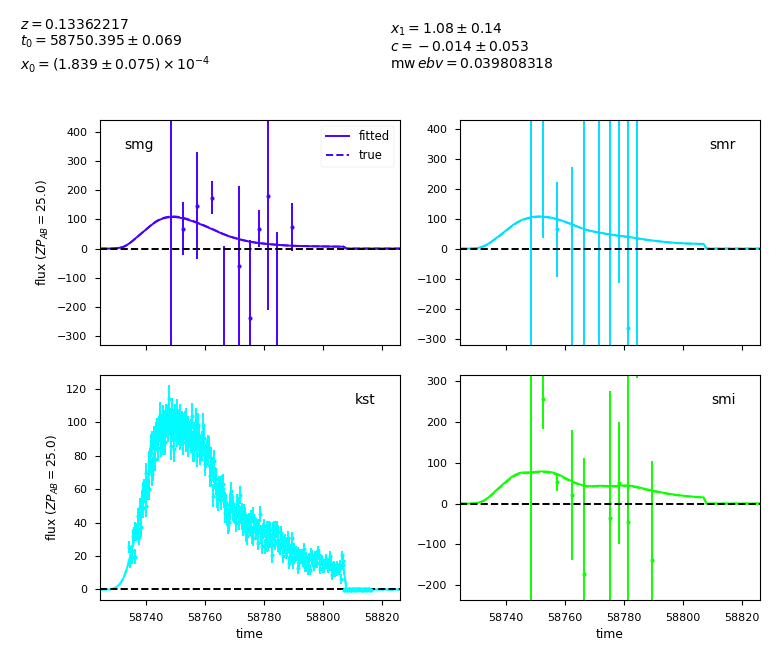 z = 0.13362217
t₀ = 58750.395 ± 0.069
x₀ = (1.839 ± 0.075) × 10⁻⁴
x₁ = 1.08 ± 0.14
c = −0.014 ± 0.053
mw ebv = 0.039808318
smg
fitted
true
400
300
200
100
0
−100
−200
−300
flux (ZP_AB = 25.0)
smr
400
300
200
100
0
−100
−200
−300
kst
120
100
80
60
40
20
0
flux (ZP_AB = 25.0)
58740 58760 58780 58800 58820
time
smi
300
200
100
0
−100
−200
58740 58760 58780 58800 58820
time